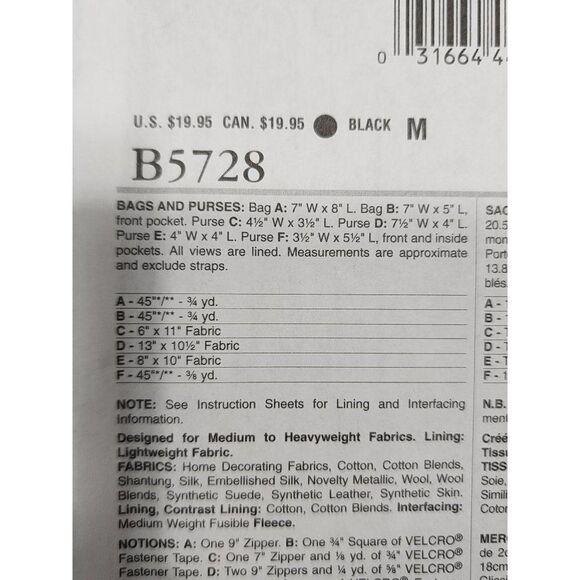 0 31664 4
U.S. $19.95 CAN. $19.95 BLACK M
B5728
BAGS AND PURSES: Bag A: 7" W x 8" L. Bag B: 7" W x 5" L,
front pocket. Purse C: 4½" W x 3½" L. Purse D: 7½" W x 4" L.
Purse E: 4" W x 4" L. Purse F: 3½" W x 5½" L, front and inside
pockets. All views are lined. Measurements are approximate
and exclude straps.
A - 45"*/** - ¾ yd.
B - 45"*/** - ¾ yd.
C - 6" x 11" Fabric
D - 13" x 10½" Fabric
E - 8" x 10" Fabric
F - 45"*/** - ⅜ yd.
NOTE: See Instruction Sheets for Lining and Interfacing
information.
Designed for Medium to Heavyweight Fabrics. Lining:
Lightweight Fabric.
FABRICS: Home Decorating Fabrics, Cotton, Cotton Blends,
Shantung, Silk, Embellished Silk, Novelty Metallic, Wool, Wool
Blends, Synthetic Suede, Synthetic Leather, Synthetic Skin.
Lining, Contrast Lining: Cotton, Cotton Blends. Interfacing:
Medium Weight Fusible Fleece.
NOTIONS: A: One 9" Zipper. B: One ¾" Square of VELCRO®
Fastener Tape. C: One 7" Zipper and ⅛ yd. of ¾" VELCRO®
Fastener Tape. D: Two 9" Zippers and ¼ yd. of ⅝" VELCRO®
SAC
20.5
mon
Port
13.8
blés.
A -
B -
C -
D -
E -
F - 1
N.B.
ment
Créé
Tissu
TISS
Soie,
Simili
Coton
MER
de 2c
18cm